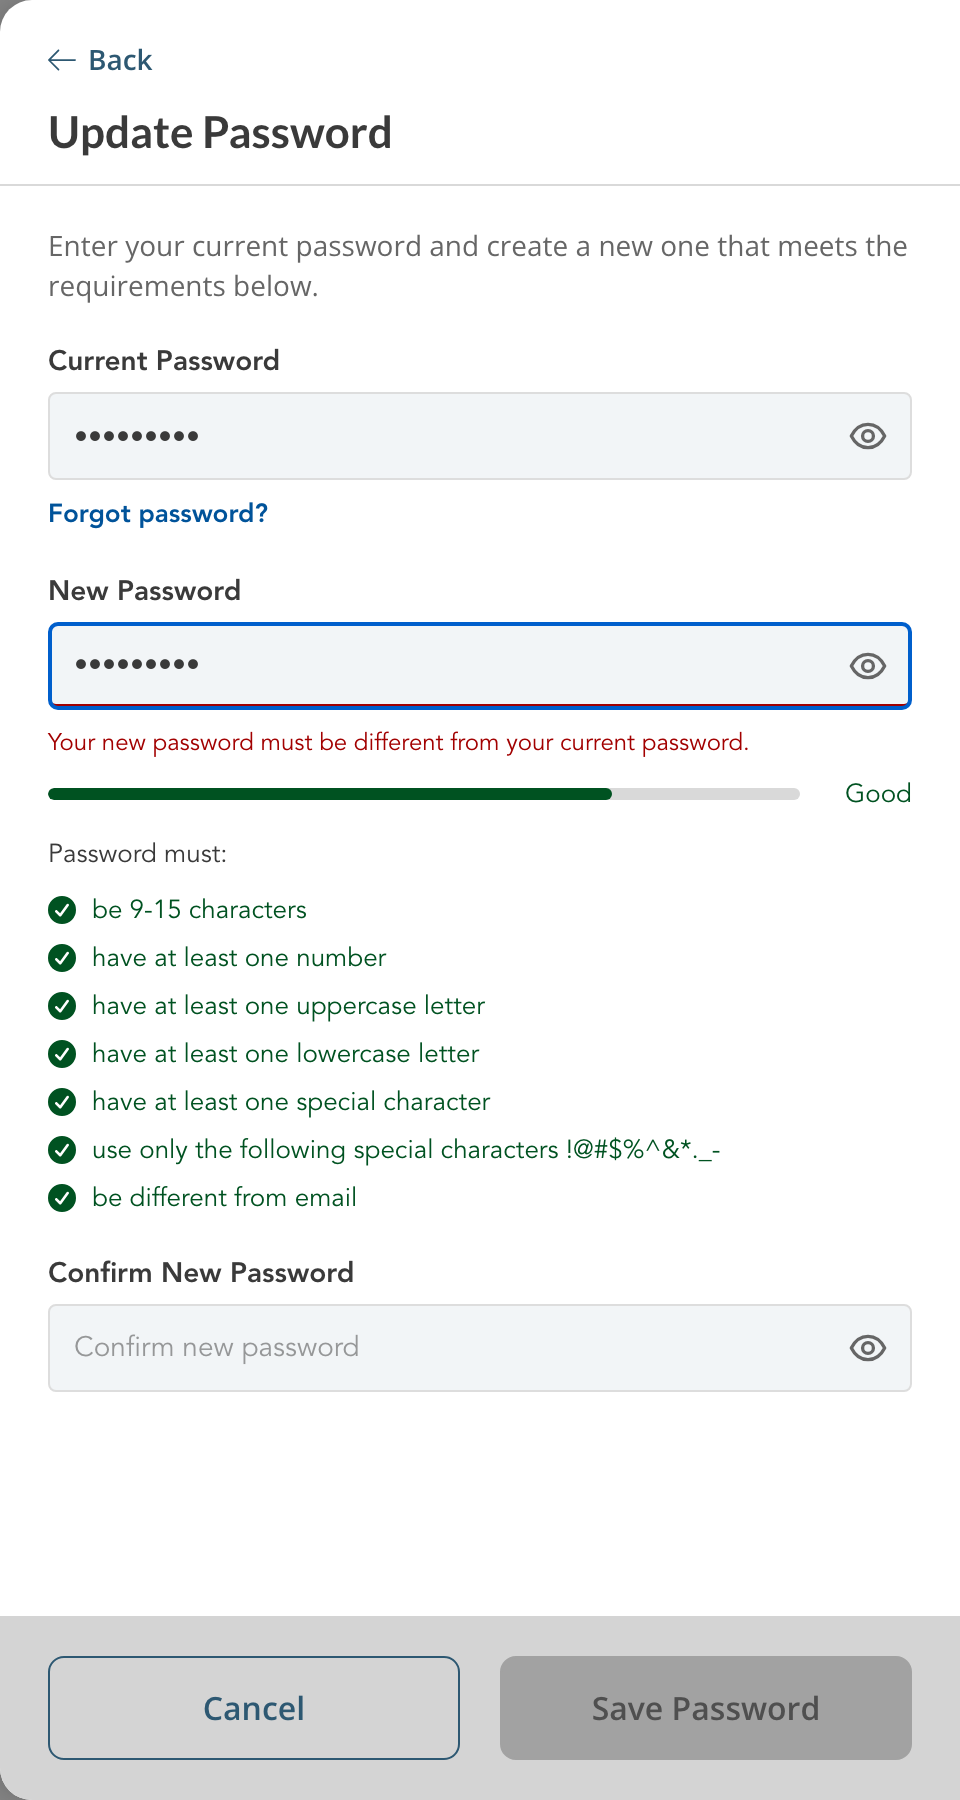 Back
Update Password
Enter your current password and create a new one that meets the
requirements below.
Current Password
•••••••••
Forgot password?
New Password
•••••••••
Your new password must be different from your current password.
Good
Password must:
be 9-15 characters
have at least one number
have at least one uppercase letter
have at least one lowercase letter
have at least one special character
use only the following special characters !@#$%^&*._-
be different from email
Confirm New Password
Confirm new password
Cancel
Save Password